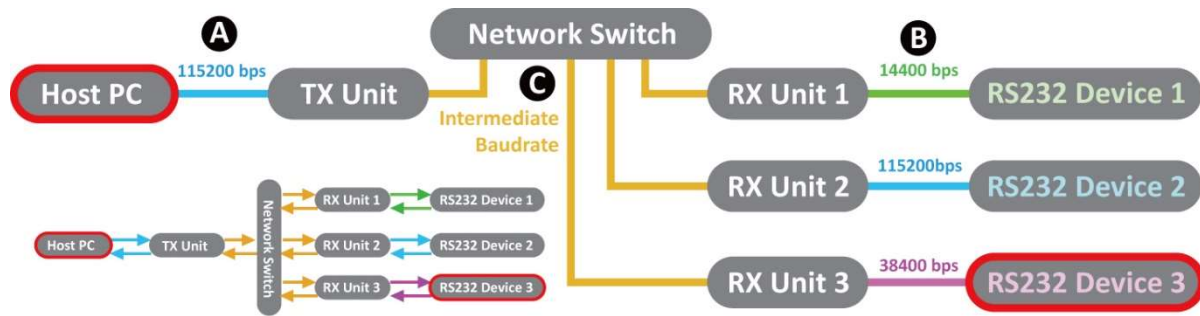 A
Network Switch
B
115200 bps
14400 bps
Host PC
TX Unit
C
RX Unit 1
RS232 Device 1
Intermediate
Baudrate
115200bps
RX Unit 2
RS232 Device 2
38400 bps
RX Unit 3
RS232 Device 3
Network Switch
RX Unit 1
RS232 Device 1
Host PC
TX Unit
RX Unit 2
RS232 Device 2
RX Unit 3
RS232 Device 3